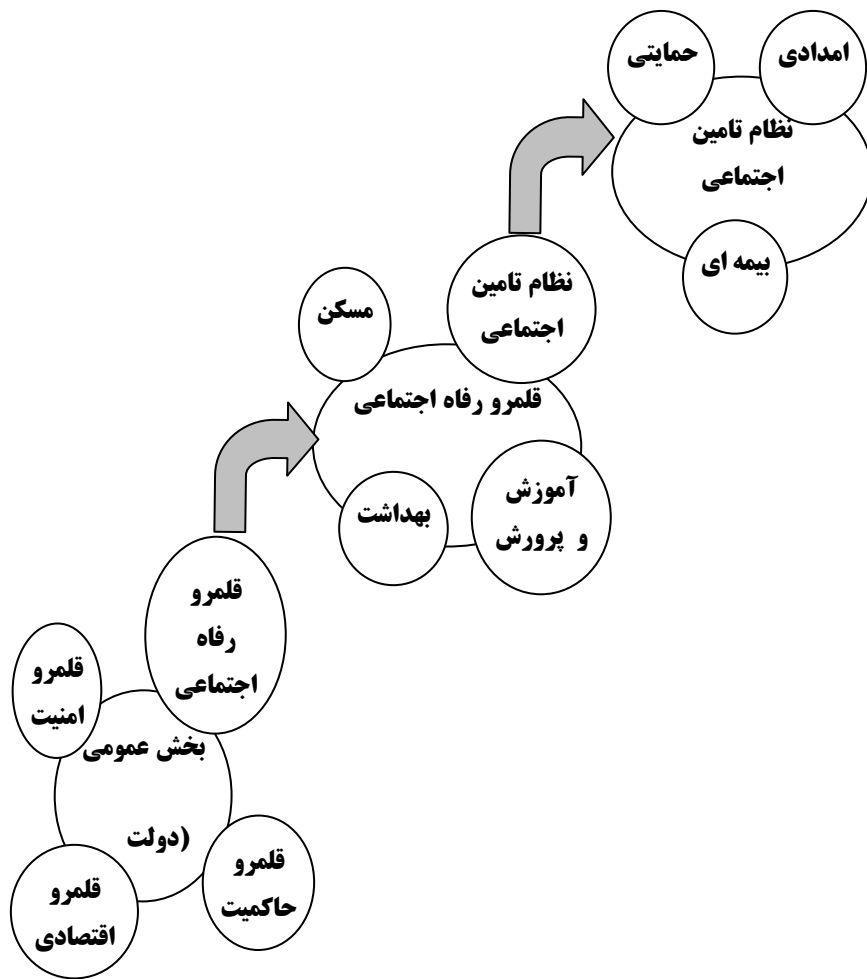 امدادی
حمایتی
نظام تامین
اجتماعی
بیمه ای
نظام تامین
اجتماعی
مسکن
قلمرو رفاه اجتماعی
آموزش
و پرورش
بهداشت
قلمرو
رفاه
اجتماعی
قلمرو
امنیت
بخش عمومی
(دولت
قلمرو
حاکمیت
قلمرو
اقتصادی